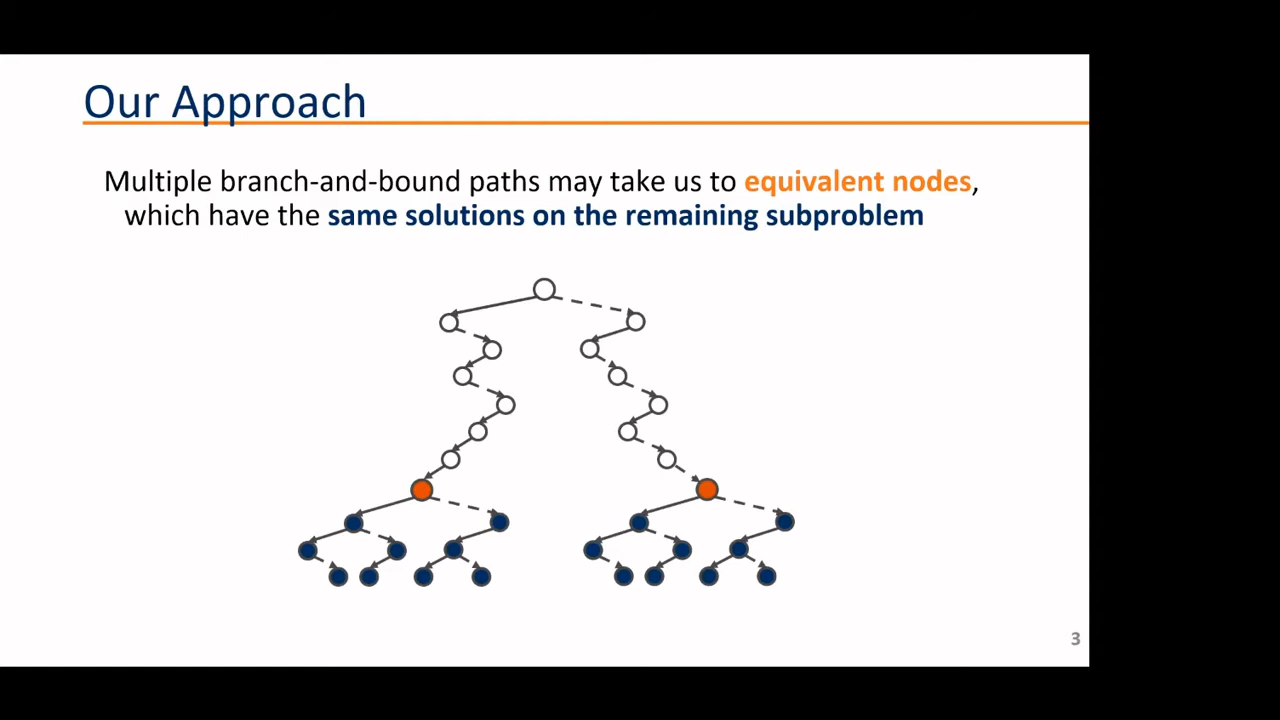 Our Approach
Multiple branch-and-bound paths may take us to equivalent nodes,
which have the same solutions on the remaining subproblem
3